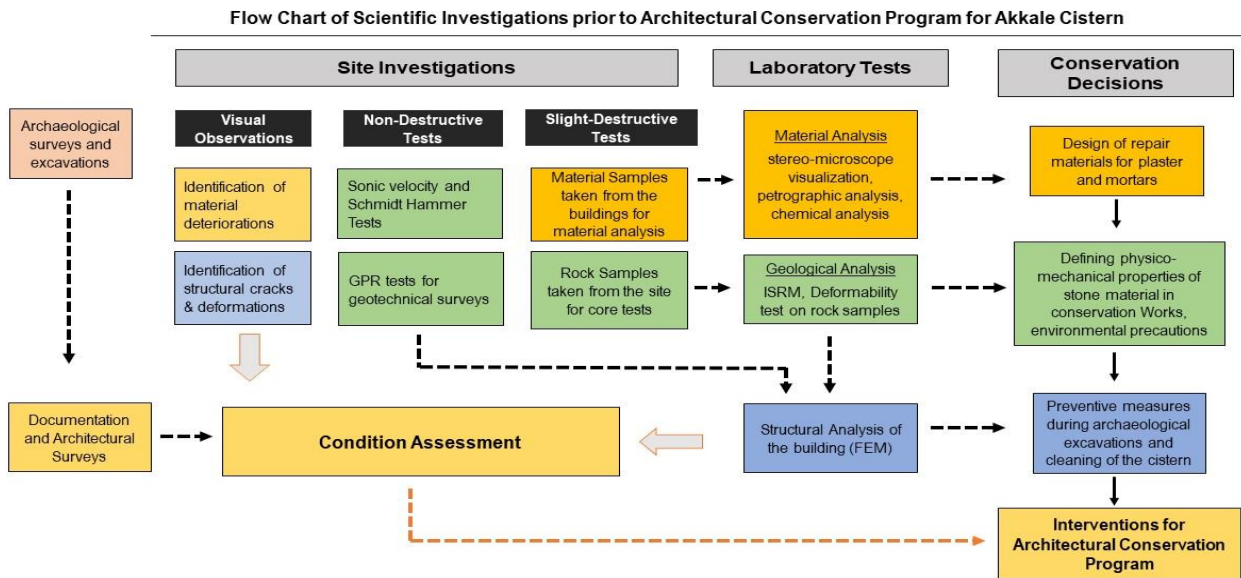 Flow Chart of Scientific Investigations prior to Architectural Conservation Program for Akkale Cistern
Site Investigations
Laboratory Tests
Conservation
Decisions
Archaeological
surveys and
excavations
Visual
Observations
Non-Destructive
Tests
Slight-Destructive
Tests
Material Analysis
stereo-microscope
visualization,
petrographic analysis,
chemical analysis
Design of repair
materials for plaster
and mortars
Identification of
material
deteriorations
Sonic velocity and
Schmidt Hammer
Tests
Material Samples
taken from the
buildings for
material analysis
Identification of
structural cracks
& deformations
GPR tests for
geotechnical surveys
Rock Samples
taken from the site
for core tests
Geological Analysis
ISRM, Deformability
test on rock samples
Defining physico-
mechanical properties of
stone material in
conservation Works,
environmental precautions
Documentation
and Architectural
Surveys
Condition Assessment
Structural Analysis of
the building (FEM)
Preventive measures
during archaeological
excavations and
cleaning of the cistern
Interventions for
Architectural Conservation
Program